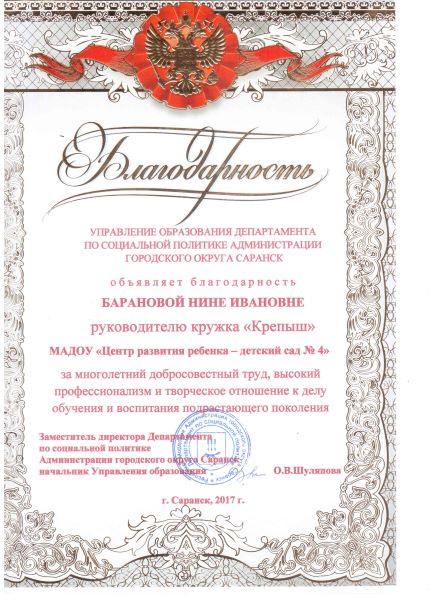 Благодарность
УПРАВЛЕНИЕ ОБРАЗОВАНИЯ ДЕПАРТАМЕНТА
ПО СОЦИАЛЬНОЙ ПОЛИТИКЕ АДМИНИСТРАЦИИ
ГОРОДСКОГО ОКРУГА САРАНСК
объявляет благодарность
БАРАНОВОЙ НИНЕ ИВАНОВНЕ
руководителю кружка «Крепыш»
МАДОУ «Центр развития ребенка – детский сад № 4»
за многолетний добросовестный труд, высокий
профессионализм и творческое отношение к делу
обучения и воспитания подрастающего поколения
Заместитель директора Департамента
по социальной политике
Администрации городского округа Саранск-
начальник Управления образования О.В.Шуляпова
г. Саранск, 2017 г.